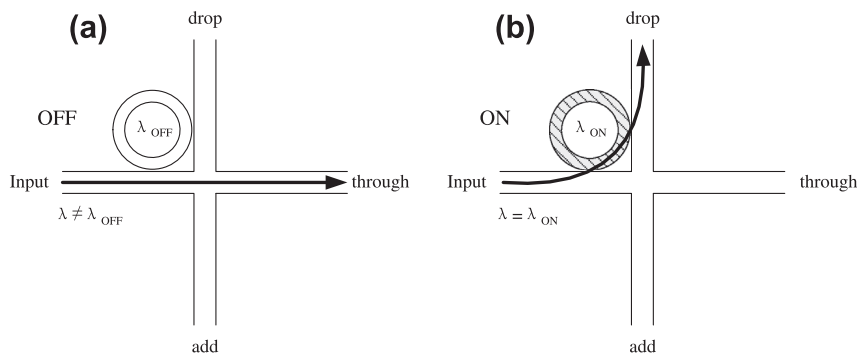 (a)
drop
OFF
λ OFF
Input
through
λ ≠ λ OFF
add
(b)
drop
ON
λ ON
Input
through
λ = λ ON
add